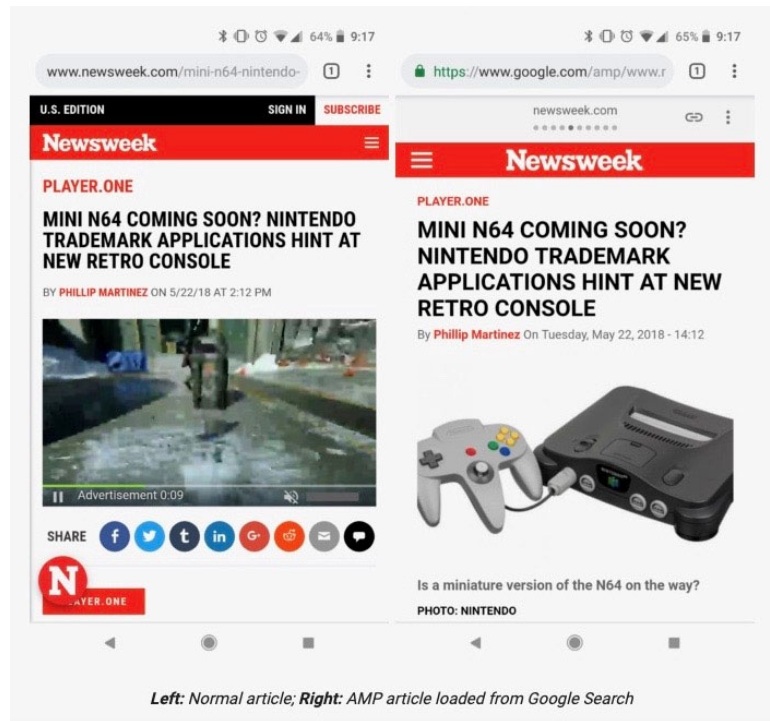 64% 9:17
www.newsweek.com/mini-n64-nintendo-
1
U.S. EDITION SIGN IN SUBSCRIBE
Newsweek
PLAYER.ONE
MINI N64 COMING SOON? NINTENDO
TRADEMARK APPLICATIONS HINT AT
NEW RETRO CONSOLE
BY PHILLIP MARTINEZ ON 5/22/18 AT 2:12 PM
Advertisement 0:09
SHARE f t in G+
N
AYER.ONE
65% 9:17
https://www.google.com/amp/www.r
1
newsweek.com
Newsweek
PLAYER.ONE
MINI N64 COMING SOON?
NINTENDO TRADEMARK
APPLICATIONS HINT AT NEW
RETRO CONSOLE
By Phillip Martinez On Tuesday, May 22, 2018 - 14:12
Is a miniature version of the N64 on the way?
PHOTO: NINTENDO
Left: Normal article; Right: AMP article loaded from Google Search